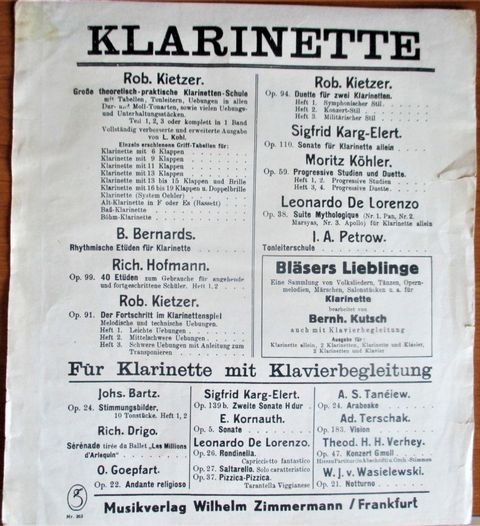 KLARINETTE
Rob. Kietzer.
Große theoretisch-praktische Klarinetten-Schule
mit Tabellen, Tonleitern, Uebungen in allen
Dur- und Moll-Tonarten, sowie vielen Uebungs-
und Unterhaltungsstücken.
Teil 1, 2, 3 oder komplett in 1 Band
Vollständig verbesserte und erweiterte Ausgabe
von L. Kohl.
Einzeln erschienene Griff-Tabellen für:
Klarinette mit 6 Klappen
Klarinette mit 9 Klappen
Klarinette mit 11 Klappen
Klarinette mit 13 Klappen
Klarinette mit 13 bis 15 Klappen und Brille
Klarinette mit 16 bis 19 Klappen u. Doppelbrille
Klarinette (System Oehler)
Alt-Klarinette in F oder Es (Bassett)
Baß-Klarinette
Böhm-Klarinette
B. Bernards.
Rhythmische Etüden für Klarinette
Rich. Hofmann.
Op. 99. 40 Etüden zum Gebrauche für angehende
und fortgeschrittene Schüler. Heft 1, 2
Rob. Kietzer.
Op. 91. Der Fortschritt im Klarinettenspiel
Melodische und technische Uebungen.
Heft 1. Leichte Uebungen
Heft 2. Mittelschwere Uebungen
Heft 3. Schwere Uebungen mit Anleitung zum
Transponieren
Rob. Kietzer.
Op. 94. Duette für zwei Klarinetten.
Heft 1. Symphonischer Stil
Heft 2. Konzert-Stil
Heft 3. Militärischer Stil
Sigfrid Karg-Elert.
Op. 110. Sonate für Klarinette allein
Moritz Köhler.
Op. 59. Progressive Studien und Duette.
Heft 1, 2. Progressive Studien
Heft 3, 4. Progressive Duette
Leonardo De Lorenzo
Op. 38. Suite Mythologique (Nr. 1. Pan, Nr. 2.
Marsyas, Nr. 3. Apollo) für Klarinette allein
J. A. Petrow.
Tonleiterschule
Bläsers Lieblinge
Eine Sammlung von Volksliedern, Tänzen, Opern-
melodien, Märschen, Salonstücken u. a. für
Klarinette
bearbeitet von
Bernh. Kutsch
auch mit Klavierbegleitung
Ausgabe für:
Klarinette allein, 2 Klarinetten, Klarinette und Klavier,
2 Klarinetten und Klavier
Für Klarinette mit Klavierbegleitung
Johs. Bartz.
Op. 24. Stimmungsbilder,
10 Tonstücke. Heft 1, 2
Rich. Drigo.
Sérénade tirée du Ballet „Les Millions
d'Arlequin"
O. Goepfart.
Op. 22. Andante religioso
Sigfrid Karg-Elert.
Op. 139b. Zweite Sonate H dur
E. Kornauth.
Op. 5. Sonate
Leonardo De Lorenzo.
Op. 26. Rondinella.
Capriccietto fantastico
Op. 27. Saltarello. Solo caratteristico
Op. 37. Pizzica-Pizzica.
Tarantella Viggianese
A. S. Tanéiew.
Op. 24. Arabeske
Ad. Terschak.
Op. 183. Vision
Theod. H. H. Verhey.
Op. 47. Konzert G moll
W. J. v. Wasielewski.
Op. 21. Notturno
Nr. 203
Musikverlag Wilhelm Zimmermann / Frankfurt